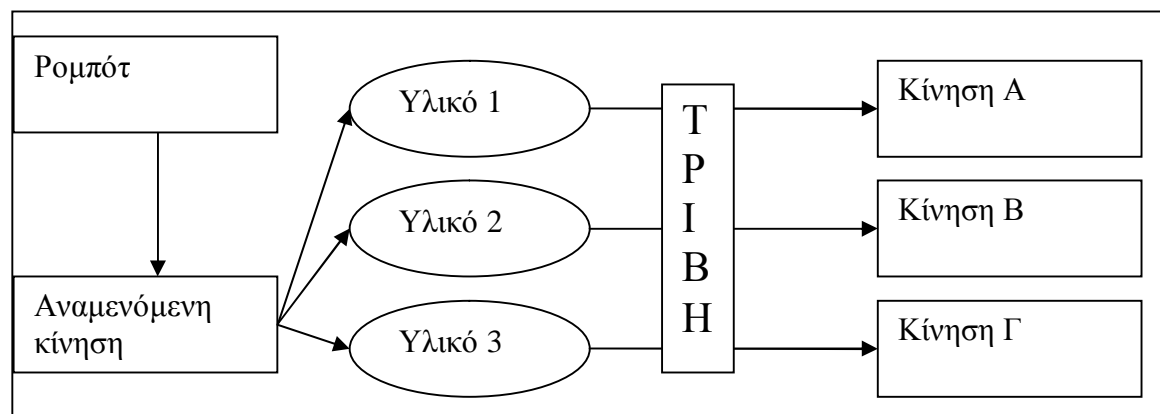 Ρομπότ
Αναμενόμενη
κίνηση
Υλικό 1
Υλικό 2
Υλικό 3
Τ
Ρ
Ι
Β
Η
Κίνηση Α
Κίνηση Β
Κίνηση Γ